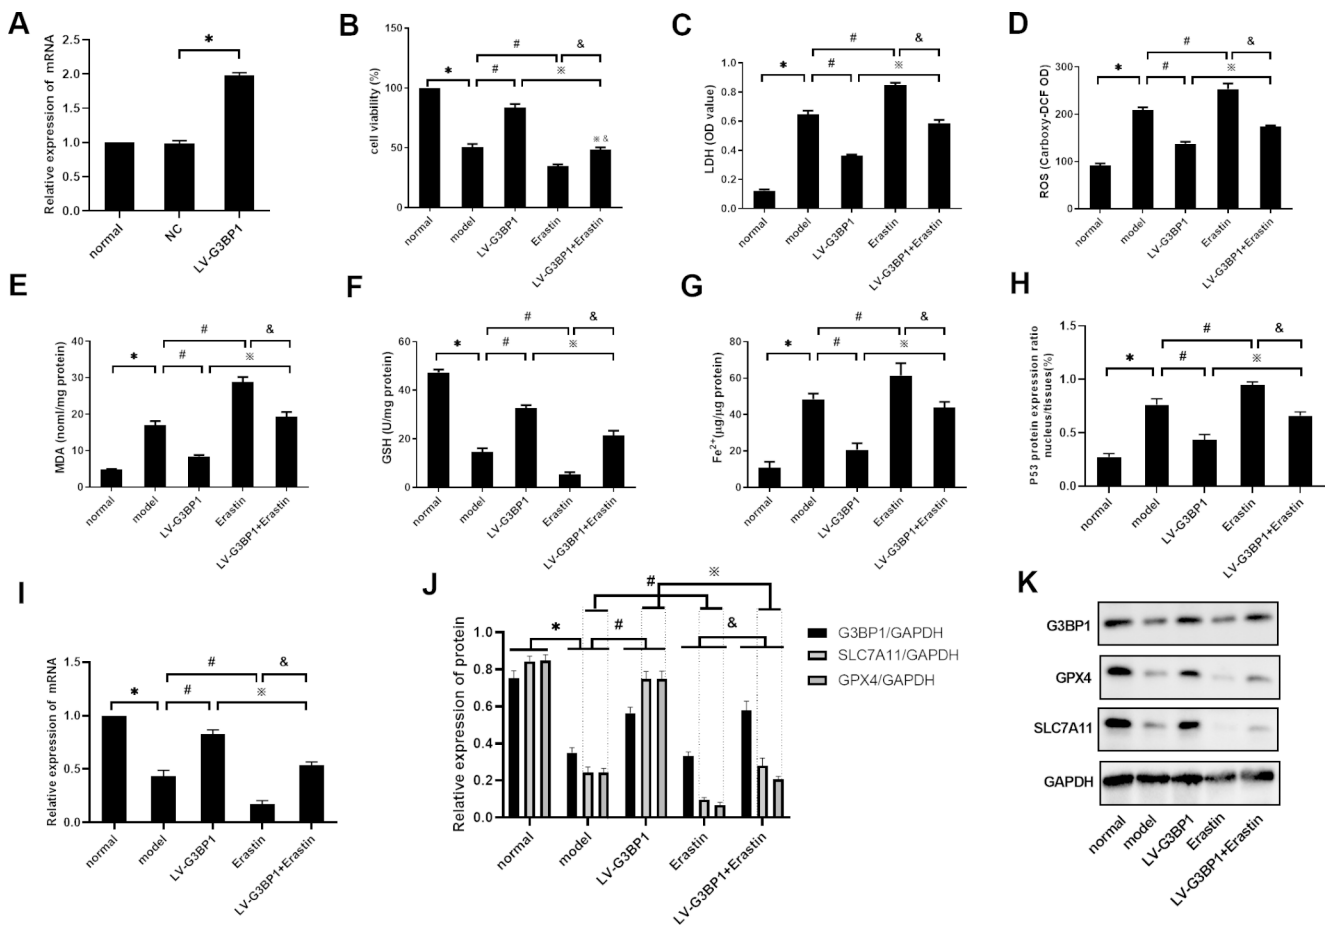 A
Relative expression of mRNA
2.5
2.0
1.5
1.0
0.5
0.0
*
normal
NC
LV-G3BP1
B
cell viability (%)
150
100
50
0
#
&
*
#
※
※ &
normal
model
LV-G3BP1
Erastin
LV-G3BP1+Erastin
C
LDH (OD value)
1.0
0.8
0.6
0.4
0.2
0.0
#
&
*
#
※
normal
model
LV-G3BP1
Erastin
LV-G3BP1+Erastin
D
ROS (Carboxy-DCF OD)
300
200
100
0
#
&
*
#
※
normal
model
LV-G3BP1
Erastin
LV-G3BP1+Erastin
E
MDA (noml/mg protein)
40
30
20
10
0
#
&
*
#
※
normal
model
LV-G3BP1
Erastin
LV-G3BP1+Erastin
F
GSH (U/mg protein)
60
40
20
0
#
&
*
#
※
normal
model
LV-G3BP1
Erastin
LV-G3BP1+Erastin
G
Fe²⁺(μg/μg protein)
80
60
40
20
0
#
&
*
#
※
normal
model
LV-G3BP1
Erastin
LV-G3BP1+Erastin
H
P53 protein expression ratio
nucleus/tissues(%)
1.5
1.0
0.5
0.0
#
&
*
#
※
normal
model
LV-G3BP1
Erastin
LV-G3BP1+Erastin
I
Relative expression of mRNA
1.5
1.0
0.5
0.0
#
&
*
#
※
normal
model
LV-G3BP1
Erastin
LV-G3BP1+Erastin
J
Relative expression of protein
1.0
0.8
0.6
0.4
0.2
0.0
#
※
*
#
&
G3BP1/GAPDH
SLC7A11/GAPDH
GPX4/GAPDH
normal
model
LV-G3BP1
Erastin
LV-G3BP1+Erastin
K
G3BP1
GPX4
SLC7A11
GAPDH
normal
model
LV-G3BP1
Erastin
LV-G3BP1+Erastin